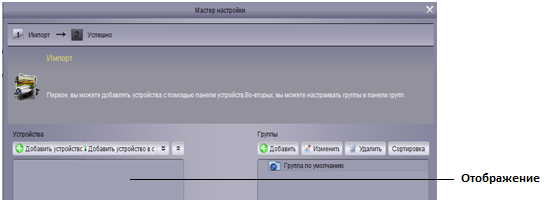 Мастер настройки
1 Импорт → 2 Успешно
Импорт
Первое, вы можете добавлять устройства с помощью панели устройств.Во-вторых, вы можете настраивать группы в панели групп.
Устройства
Группы
Добавить устройство Добавить устройство в с
Добавить Изменить Удалить Сортировка
Группа по умолчанию
Отображение